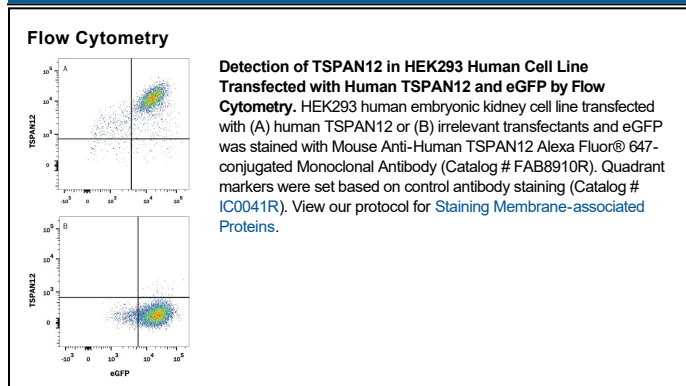 Flow Cytometry
Detection of TSPAN12 in HEK293 Human Cell Line
Transfected with Human TSPAN12 and eGFP by Flow
Cytometry. HEK293 human embryonic kidney cell line transfected
with (A) human TSPAN12 or (B) irrelevant transfectants and eGFP
was stained with Mouse Anti-Human TSPAN12 Alexa Fluor® 647-
conjugated Monoclonal Antibody (Catalog # FAB8910R). Quadrant
markers were set based on control antibody staining (Catalog #
IC0041R). View our protocol for Staining Membrane-associated
Proteins.
A
TSPAN12
10⁵
10⁴
10³
0
-10³ 0 10³ 10⁴ 10⁵
B
TSPAN12
10⁵
10⁴
10³
0
-10³ 0 10³ 10⁴ 10⁵
eGFP